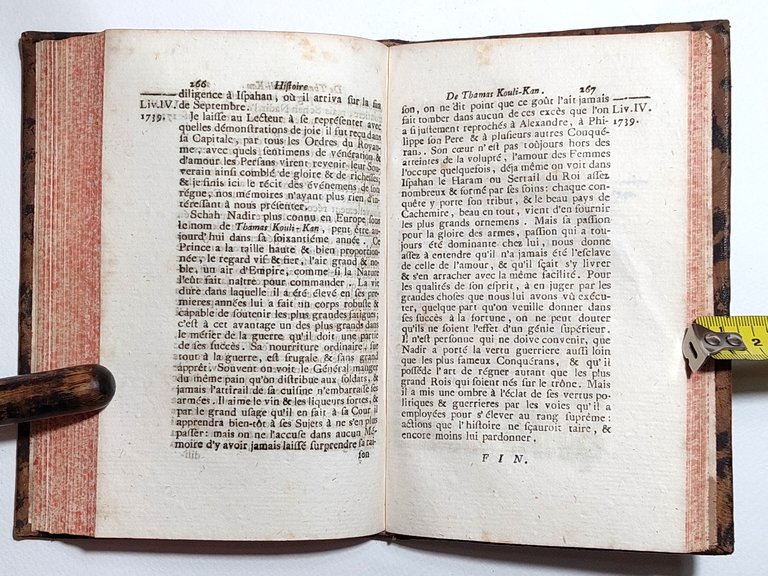 266 Histoire
diligence à Ispahan, où il arriva sur la fin
Liv.IV. de Septembre.
1739. Je laisse au Lecteur à se représenter avec
quelles démonstrations de joie il fut reçu dans
sa Capitale, par tous les Ordres du Royau-
me, avec quels sentimens de vénération &
d'amour les Persans virent revenir leur Sou-
verain ainsi comblé de gloire & de richesses;
& je finis ici le récit des événemens de son
régne, nos mémoires n'ayant plus rien d'in-
téressant à nous présenter.
Schah Nadir plus connu en Europe sous
le nom de Thamas Kouli-Kan, peut être au-
jourd'hui dans sa soixantiéme année. Ce
Prince a la taille haute & bien proportion-
née, le regard vif & fier, l'air grand & no-
ble, un air d'Empire, comme si la Nature
l'eût fait naître pour commander. La vie
dure dans laquelle il a été élevé en ses pre-
mieres années lui a fait un corps robuste &
capable de soutenir les plus grandes fatigues;
c'est à cet avantage un des plus grands dans
le métier de la guerre qu'il doit une partie
de ses succès. Sa nourriture ordinaire, sur
tout à la guerre, est frugale & sans grand
apprêt. Souvent on voit le Général manger
du même pain qu'on distribue aux soldats, &
jamais l'attirail de sa cuisine n'embarrasse ses
armées. Il aime le vin & les liqueurs fortes, &
par le grand usage qu'il en fait à sa Cour, il
apprendra bien-tôt à ses Sujets à ne s'en plus
passer: mais on ne l'accuse dans aucun Mé-
moire d'y avoir jamais laissé surprendre sa rai-
son
De Thamas Kouli-Kan. 267
son, on ne dit point que ce goût l'ait jamais Liv.IV.
fait tomber dans aucun de ces excès que l'on
a si justement reprochés à Alexandre, à Phi- 1739.
lippe son Pere & à plusieurs autres Conqué-
rans. Son cœur n'est pas toûjours hors des
atteintes de la volupté, l'amour des Femmes
l'occupe quelquefois, déja même on voit dans
Ispahan le Haram ou Serrail du Roi assez
nombreux & formé par ses soins: chaque con-
quête y porte son tribut, & le beau pays de
Cachemire, beau en tout, vient d'en fournir
les plus grands ornemens. Mais sa passion
pour la gloire des armes, passion qui a tou-
jours été dominante chez lui, nous donne
assez à entendre qu'il n'a jamais été l'esclave
de celle de l'amour, & qu'il sçait s'y livrer
& s'en arracher avec la même facilité. Pour
les qualités de son esprit, à en juger par les
grandes choses que nous lui avons vû exécu-
ter, quelque part qu'on veuille donner dans
ses succès à la fortune, on ne peut douter
qu'ils ne soient l'effet d'un génie supérieur.
Il n'est personne qui ne doive convenir, que
Nadir a porté la vertu guerriere aussi loin
que les plus fameux Conquérans, & qu'il
posséde l'art de régner autant que les plus
grand Rois qui soient nés sur le trône. Mais
il a mis une ombre à l'éclat de ses vertus po-
litiques & guerrieres par les voies qu'il a
employées pour s'élever au rang suprême:
actions que l'histoire ne sçauroit taire, &
encore moins lui pardonner.
FIN.
2